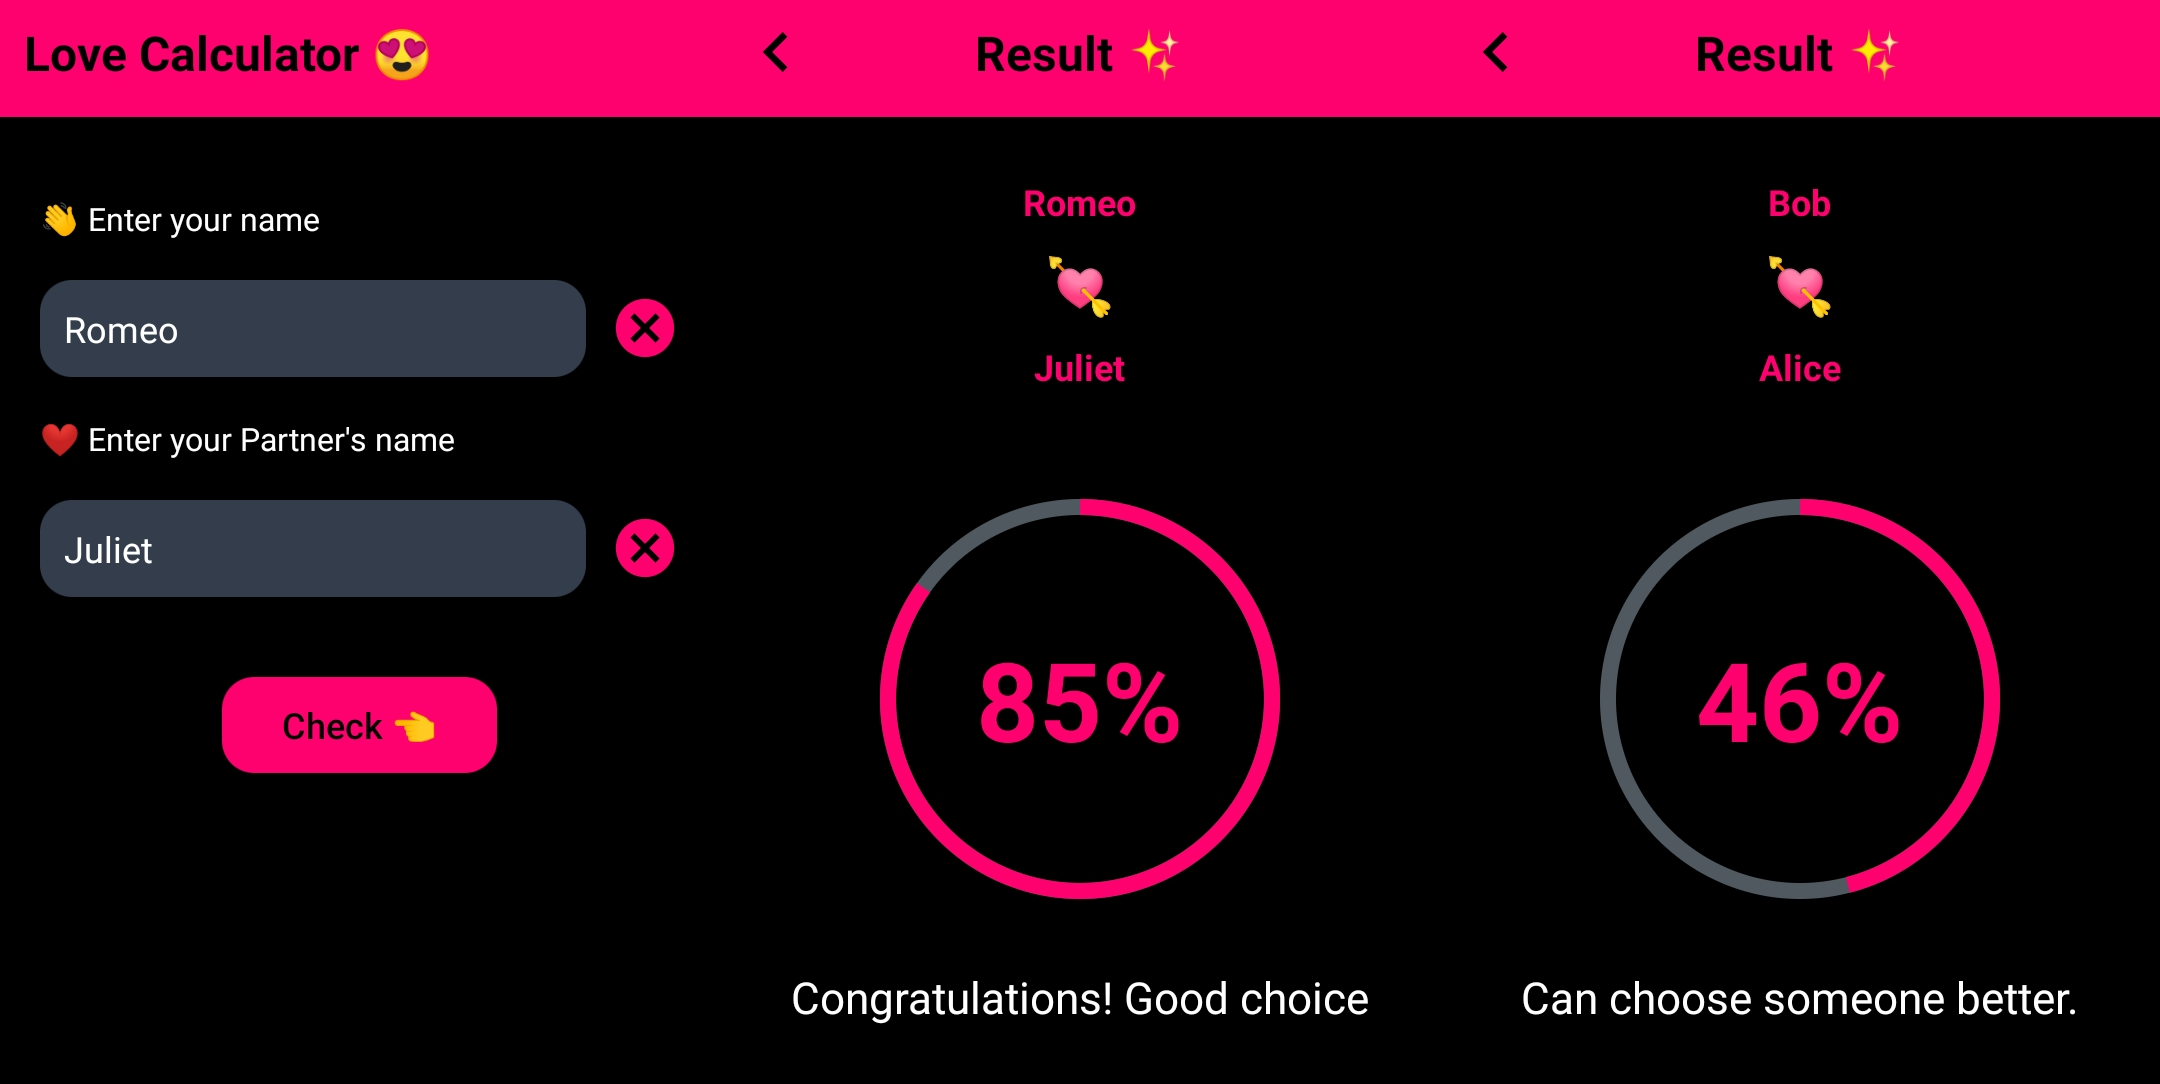 Love Calculator 😍
👋 Enter your name
Romeo
❤️ Enter your Partner's name
Juliet
Check 👈
Result ✨
Romeo
💘
Juliet
85%
Congratulations! Good choice
Result ✨
Bob
💘
Alice
46%
Can choose someone better.